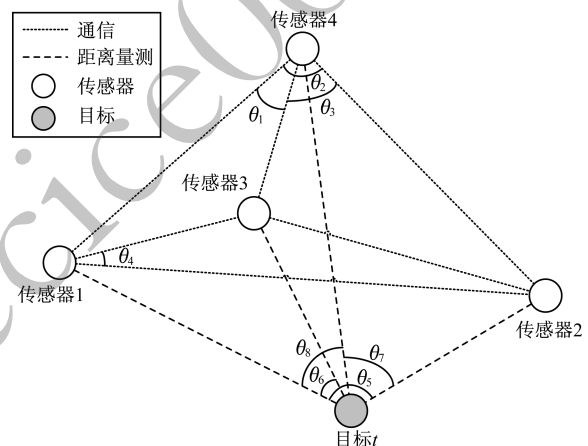 通信
距离量测
传感器
目标
传感器4
θ2
θ1
θ3
传感器3
θ4
传感器1
传感器2
θ8
θ7
θ6
θ5
目标t